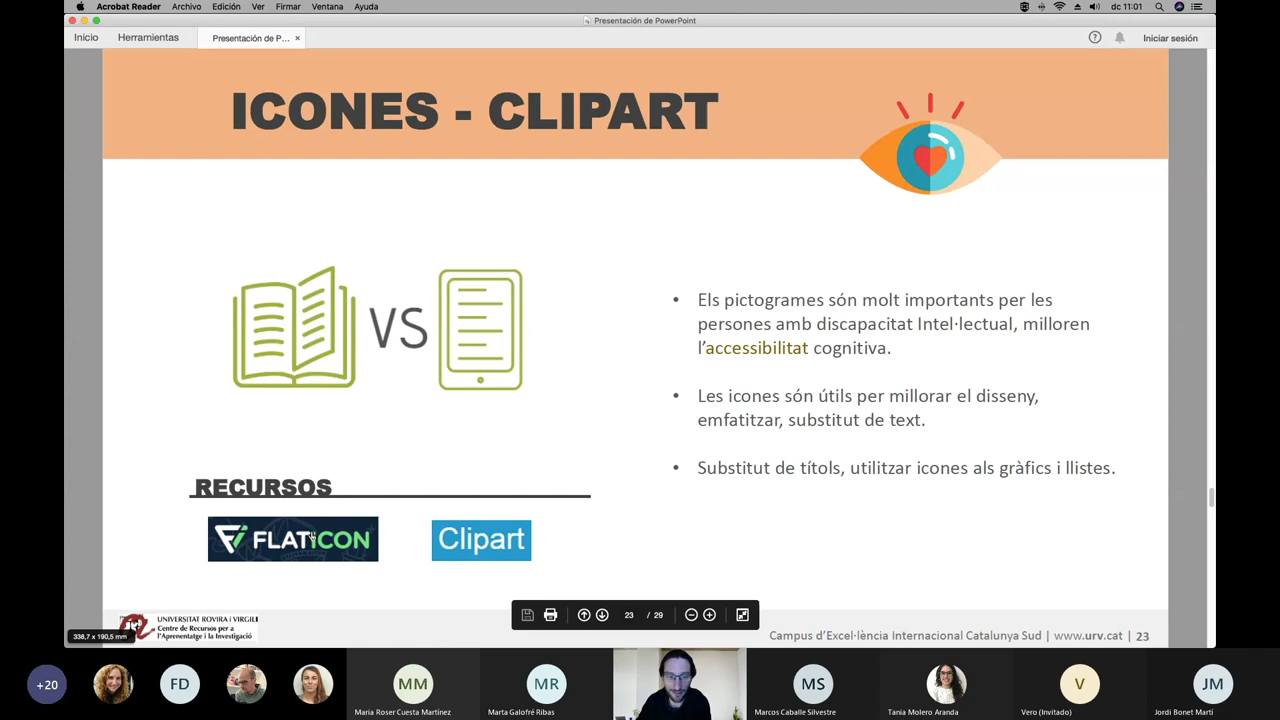 Acrobat Reader Archivo Edición Ver Firmar Ventana Ayuda
dc 11:01
Presentación de PowerPoint
Inicio Herramientas Presentación de P... × Iniciar sesión
ICONES - CLIPART
VS
• Els pictogrames són molt importants per les
persones amb discapacitat Intel·lectual, milloren
l'accessibilitat cognitiva.
• Les icones són útils per millorar el disseny,
emfatitzar, substitut de text.
• Substitut de títols, utilitzar icones als gràfics i llistes.
RECURSOS
FLATICON
Clipart
23 / 29
UNIVERSITAT ROVIRA I VIRGILI
Centre de Recursos per a
l'Aprenentatge i la Investigació
338,7 x 190,5 mm
Campus d'Excel·lència Internacional Catalunya Sud | www.urv.cat | 23
+20
FD
MM
MR
MS
V
JM
Maria Roser Cuesta Martínez
Marta Galofré Ribas
Marcos Caballe Silvestre
Tania Molero Aranda
Vero (Invitado)
Jordi Bonet Martí